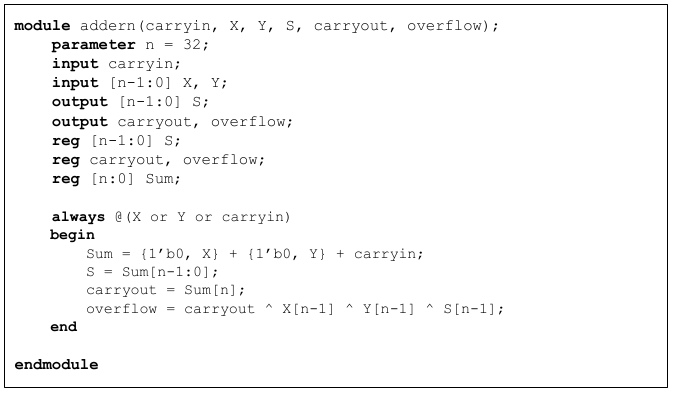 module addern(carryin, X, Y, S, carryout, overflow);
parameter n = 32;
input carryin;
input [n-1:0] X, Y;
output [n-1:0] S;
output carryout, overflow;
reg [n-1:0] S;
reg carryout, overflow;
reg [n:0] Sum;
always @(X or Y or carryin)
begin
Sum = {1’b0, X} + {1’b0, Y} + carryin;
S = Sum[n-1:0];
carryout = Sum[n];
overflow = carryout ^ X[n-1] ^ Y[n-1] ^ S[n-1];
end
endmodule